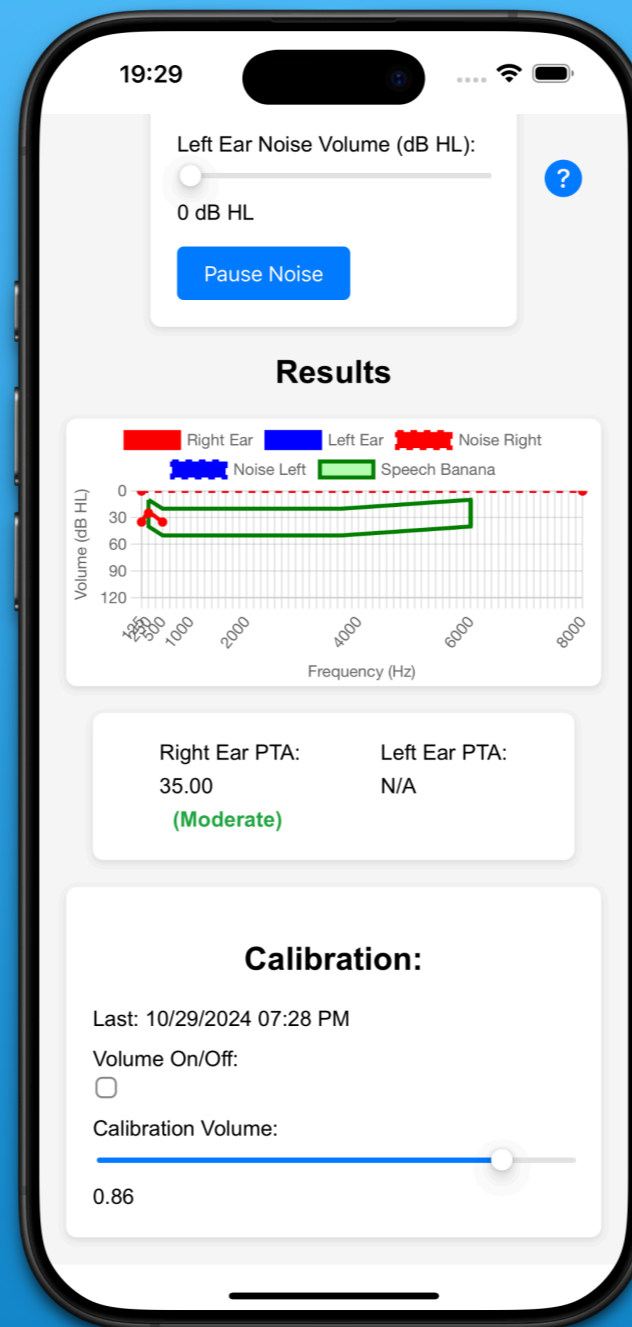 19:29
Left Ear Noise Volume (dB HL):
?
0 dB HL
Pause Noise
Results
Right Ear Left Ear Noise Right
Noise Left Speech Banana
Volume (dB HL)
0
30
60
90
120
125 250 500 1000 2000 4000 6000 8000
Frequency (Hz)
Right Ear PTA: Left Ear PTA:
35.00 N/A
(Moderate)
Calibration:
Last: 10/29/2024 07:28 PM
Volume On/Off:
Calibration Volume:
0.86